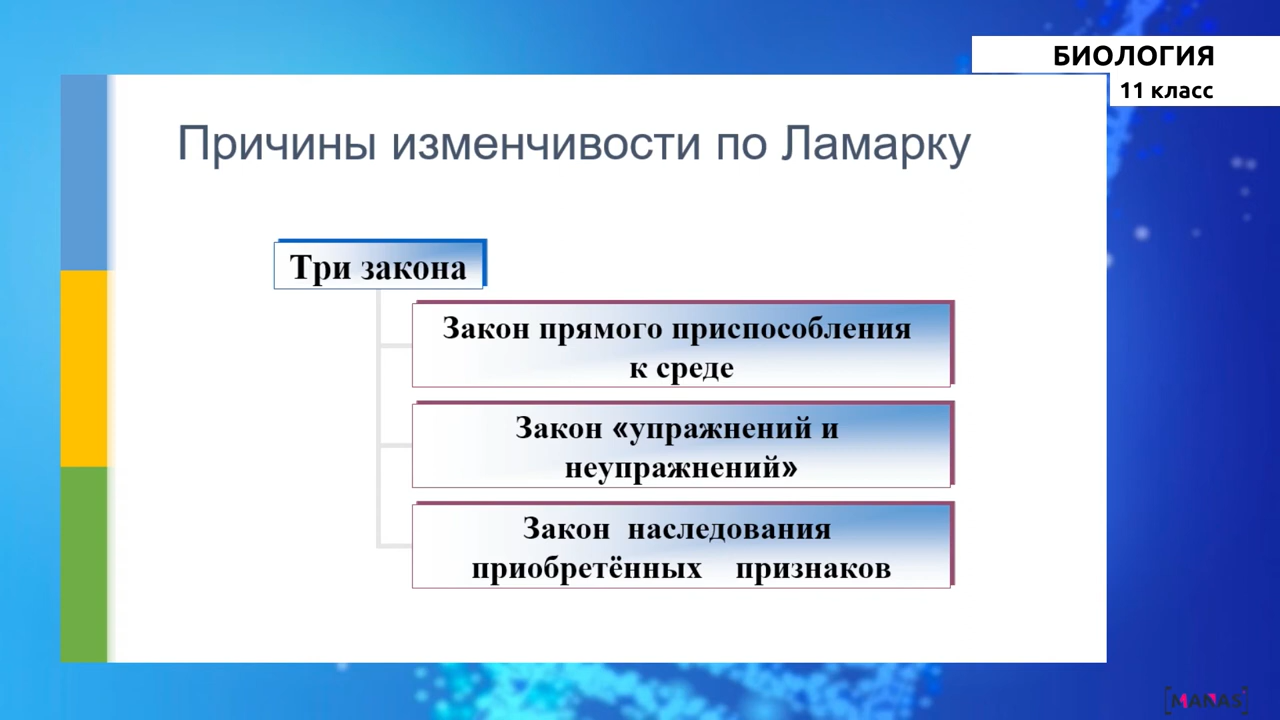 БИОЛОГИЯ
11 класс
Причины изменчивости по Ламарку
Три закона
Закон прямого приспособления
к среде
Закон «упражнений и
неупражнений»
Закон наследования
приобретённых признаков
[MANAS]